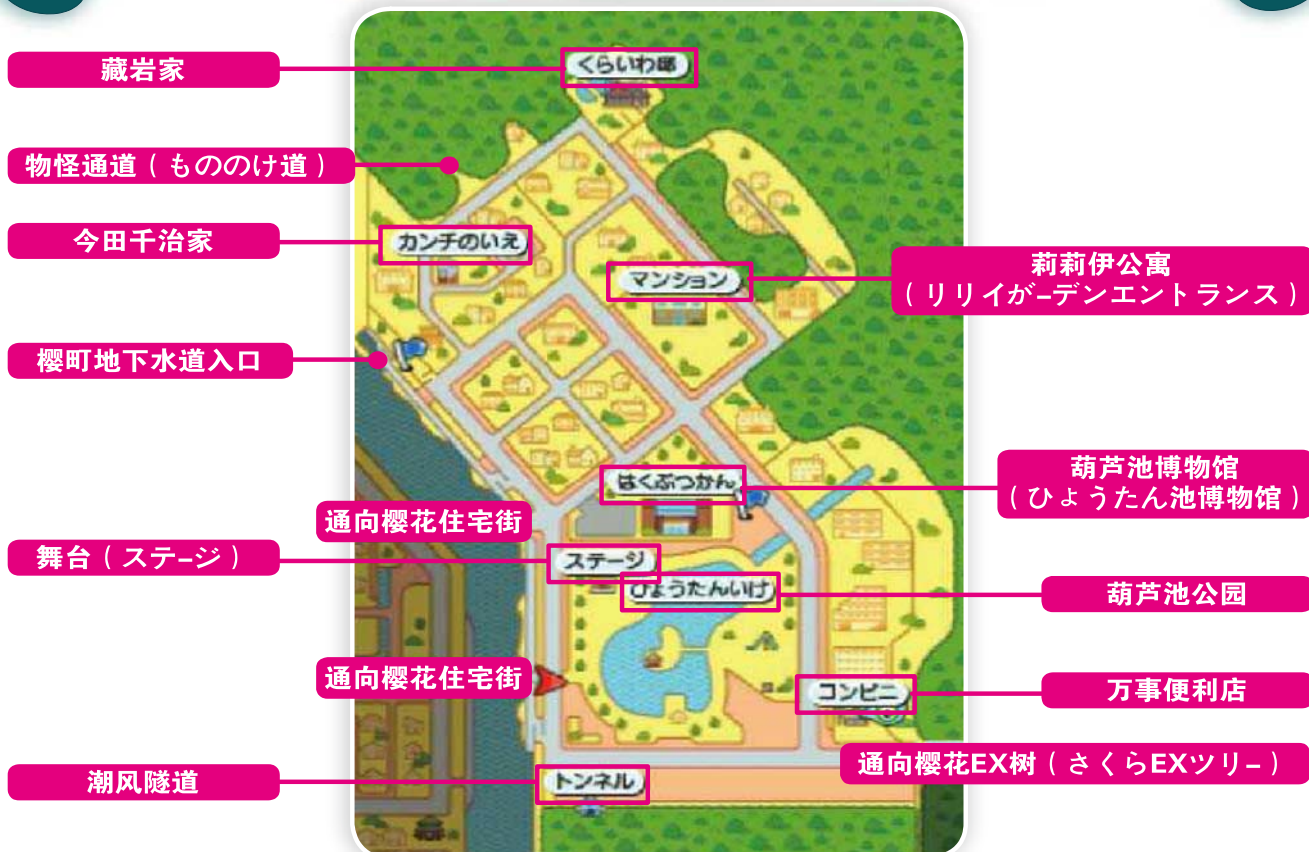 藏岩家
くらいわ邸
物怪通道（もののけ道）
今田千治家
カンチのいえ
マンション
莉莉伊公寓
（リリイが–デンエントランス）
樱町地下水道入口
はくぶつかん
葫芦池博物馆
（ひょうたん池博物馆）
通向樱花住宅街
舞台（ステ–ジ）
ステージ
ひょうたんいけ
葫芦池公园
通向樱花住宅街
コンビニ
万事便利店
通向樱花EX树（さくらEXツリ–）
潮风隧道
トンネル